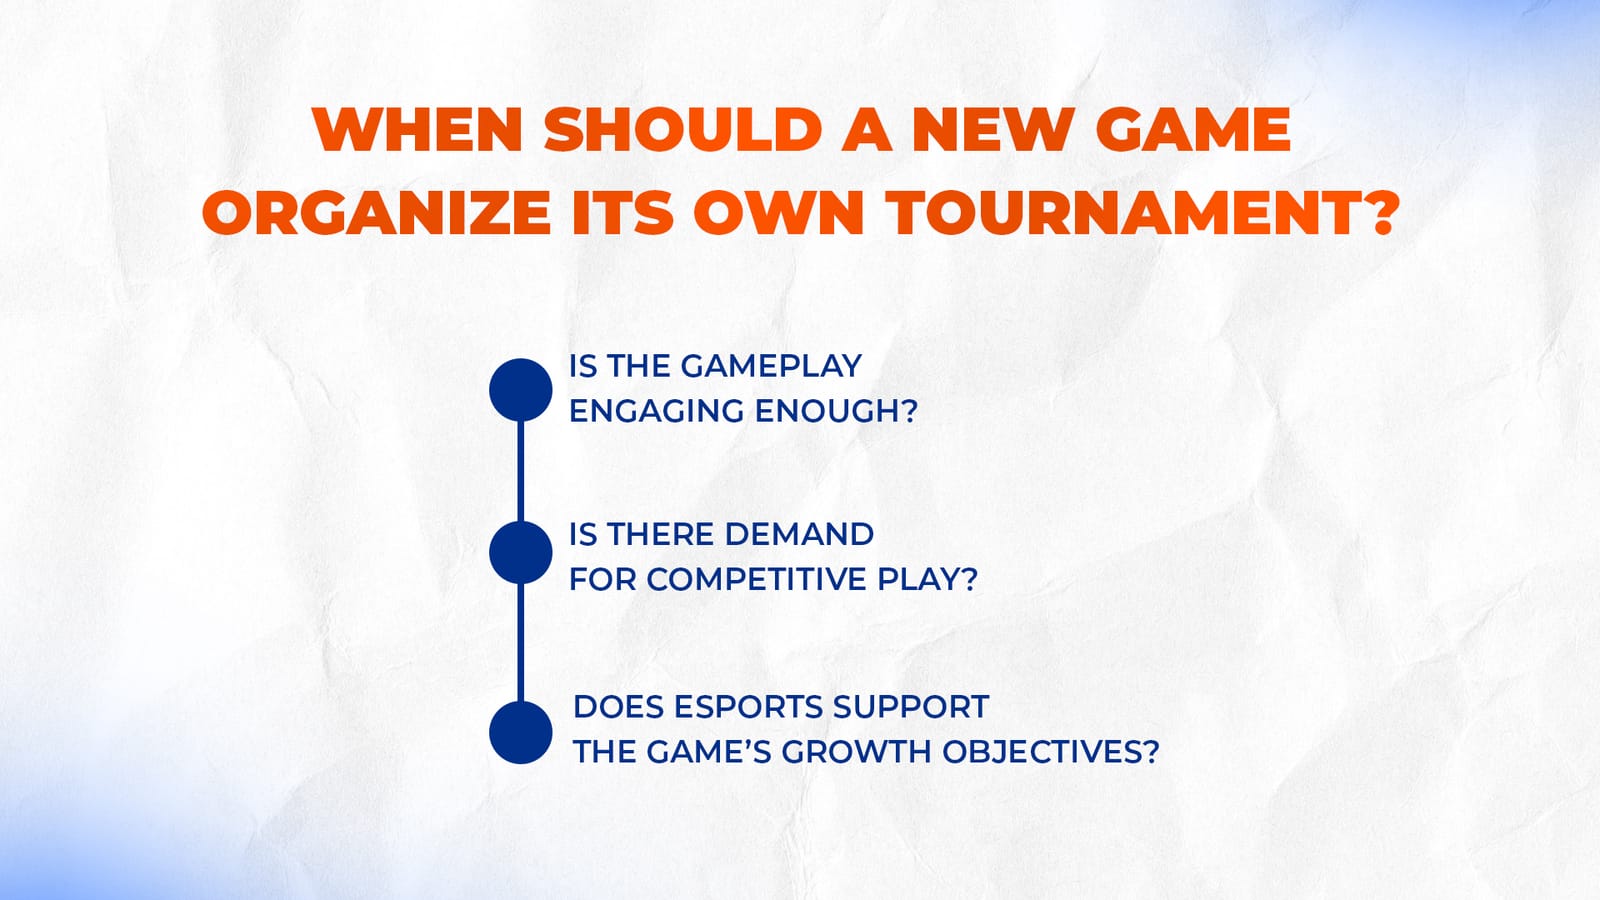 WHEN SHOULD A NEW GAME
ORGANIZE ITS OWN TOURNAMENT?
IS THE GAMEPLAY
ENGAGING ENOUGH?
IS THERE DEMAND
FOR COMPETITIVE PLAY?
DOES ESPORTS SUPPORT
THE GAME’S GROWTH OBJECTIVES?